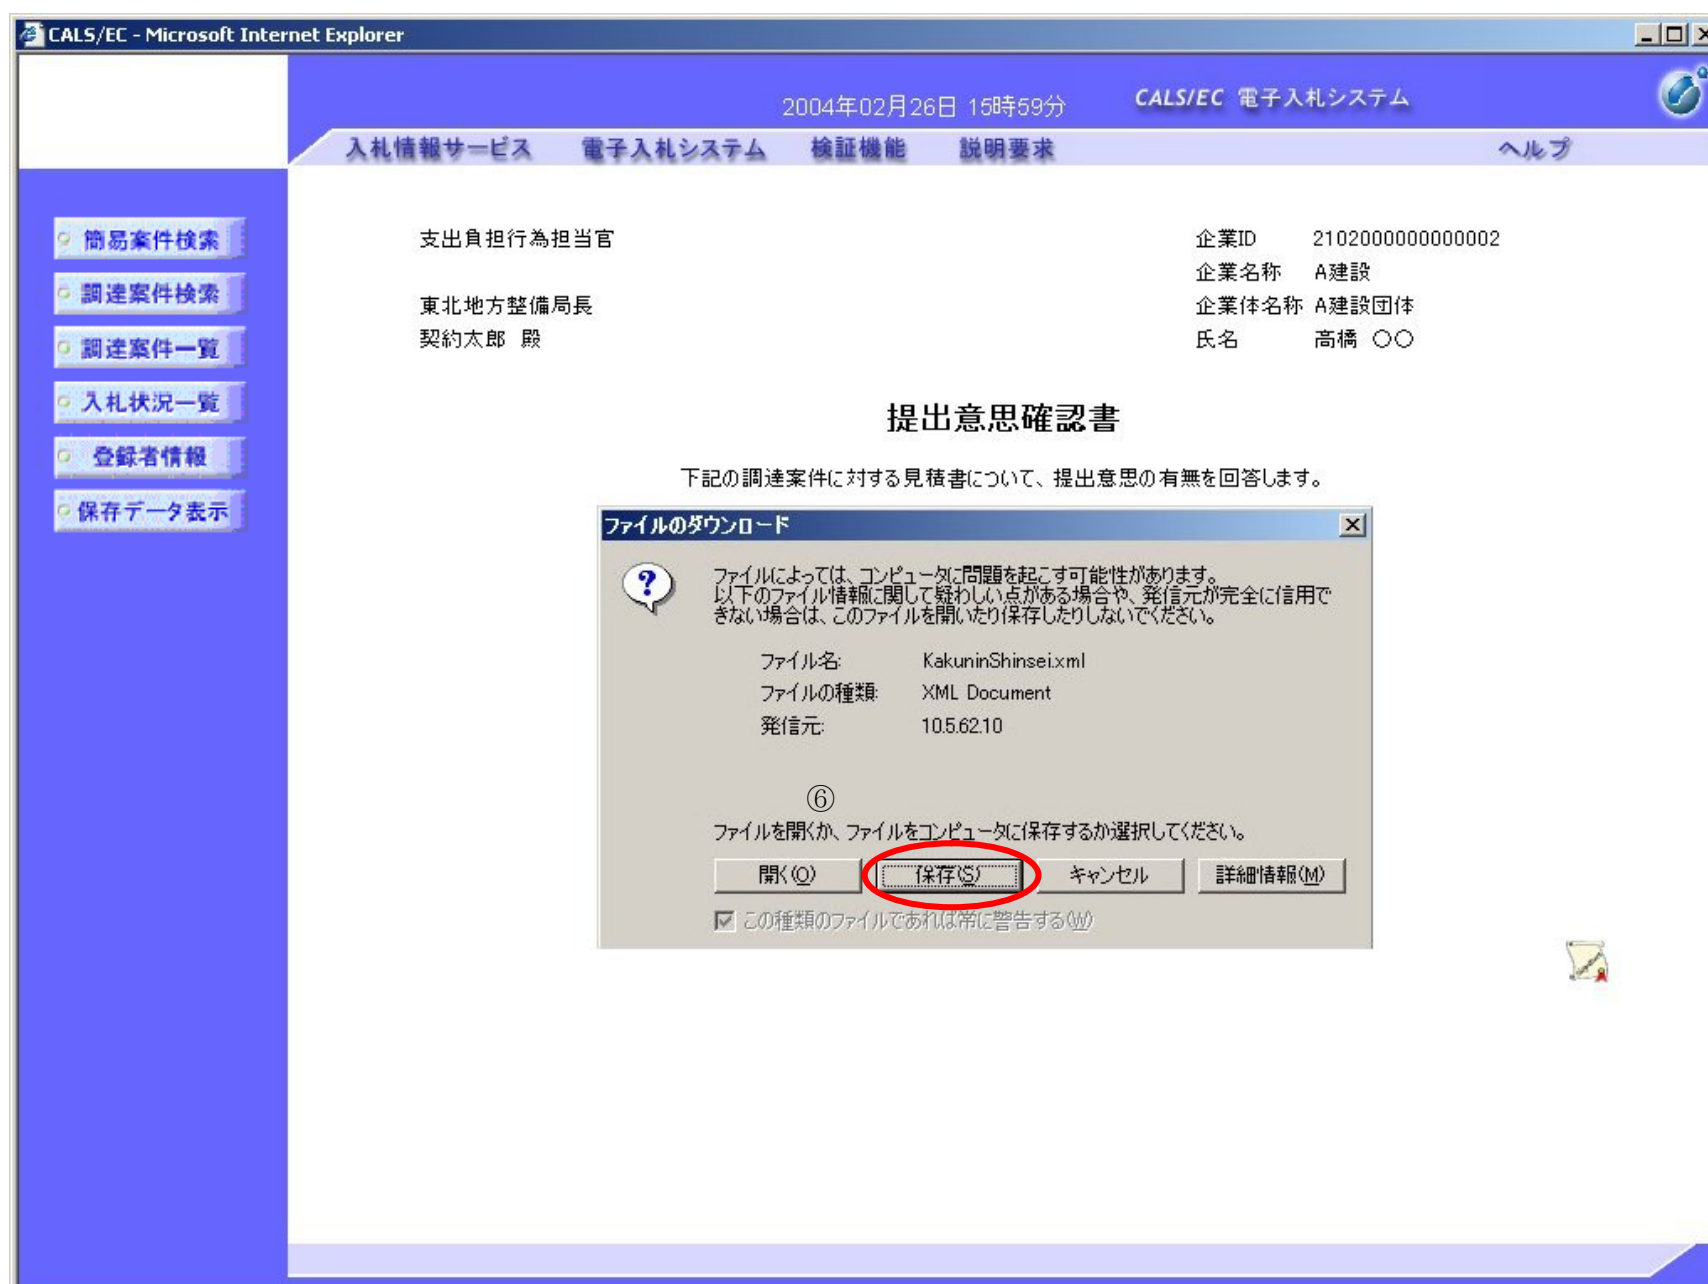 CALS/EC - Microsoft Internet Explorer
2004年02月26日 15時59分
CALS/EC 電子入札システム
入札情報サービス 電子入札システム 検証機能 説明要求 ヘルプ
簡易案件検索
調達案件検索
調達案件一覧
入札状況一覧
登録者情報
保存データ表示
支出負担行為担当官
東北地方整備局長
契約太郎 殿
企業ID 2102000000000002
企業名称 A建設
企業体名称 A建設団体
氏名 高橋 〇〇
提出意思確認書
下記の調達案件に対する見積書について、提出意思の有無を回答します。
ファイルのダウンロード
ファイルによっては、コンピュータに問題を起こす可能性があります。
以下のファイル情報に関して疑わしい点がある場合や、発信元が完全に信用で
きない場合は、このファイルを開いたり保存したりしないでください。
ファイル名: KakuninShinsei.xml
ファイルの種類: XML Document
発信元: 10.5.62.10
⑥
ファイルを開くか、ファイルをコンピュータに保存するか選択してください。
開く(O) 保存(S) キャンセル 詳細情報(M)
この種類のファイルであれば常に警告する(W)